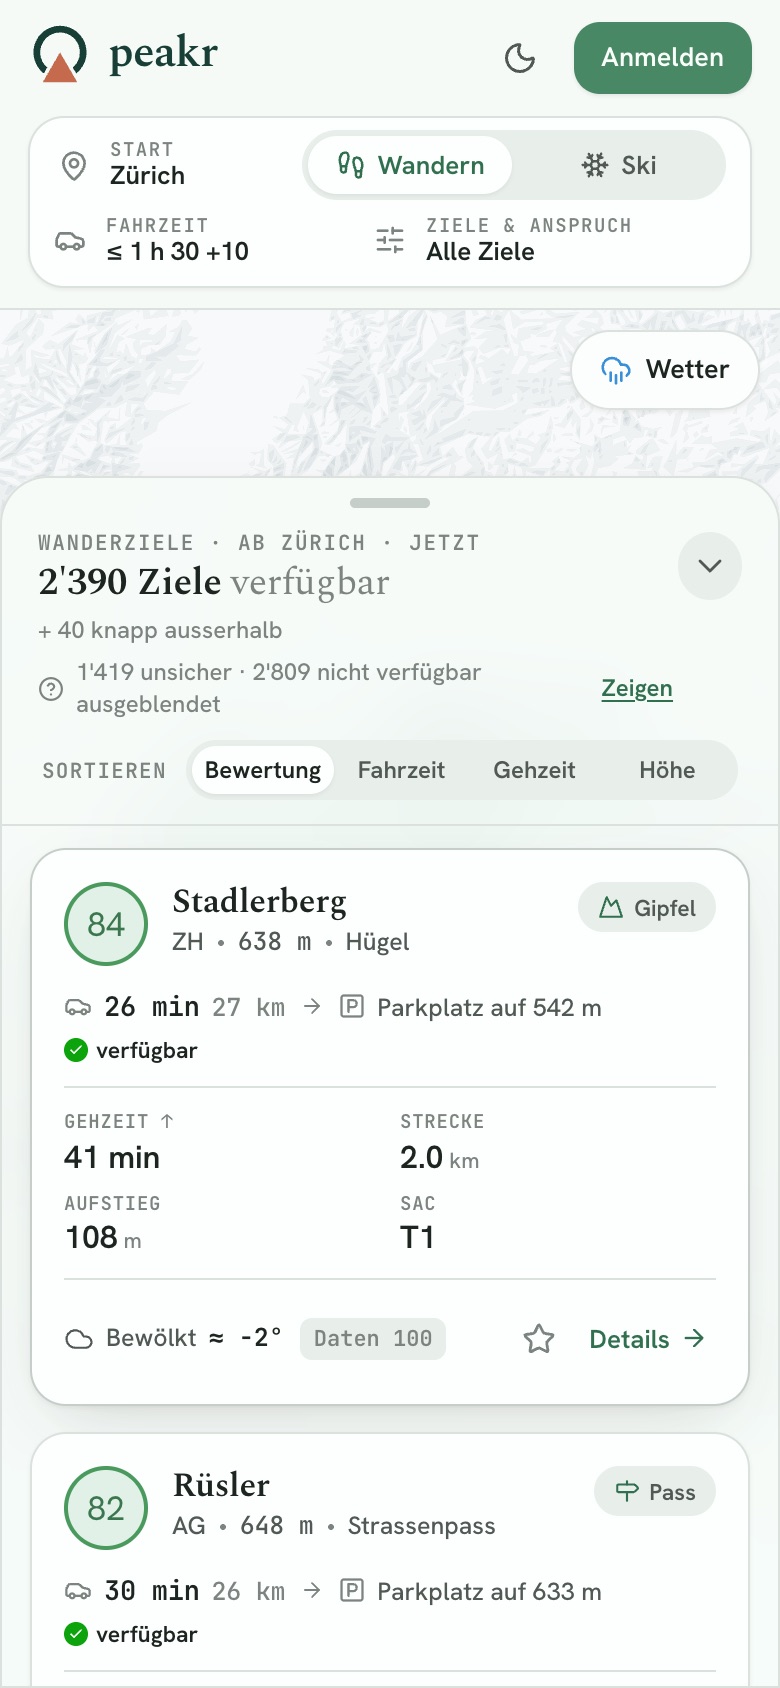 peakr
Anmelden
START
Zürich
Wandern
Ski
FAHRZEIT
≤ 1 h 30 +10
ZIELE & ANSPRUCH
Alle Ziele
Wetter
WANDERZIELE · AB ZÜRICH · JETZT
2'390 Ziele verfügbar
+ 40 knapp ausserhalb
1'419 unsicher · 2'809 nicht verfügbar
ausgeblendet
Zeigen
SORTIEREN
Bewertung
Fahrzeit
Gehzeit
Höhe
84
Stadlerberg
Gipfel
ZH • 638 m • Hügel
26 min 27 km → P Parkplatz auf 542 m
verfügbar
GEHZEIT ↑
41 min
STRECKE
2.0 km
AUFSTIEG
108 m
SAC
T1
Bewölkt ≈ -2°
Daten 100
Details →
82
Rüsler
Pass
AG • 648 m • Strassenpass
30 min 26 km → P Parkplatz auf 633 m
verfügbar